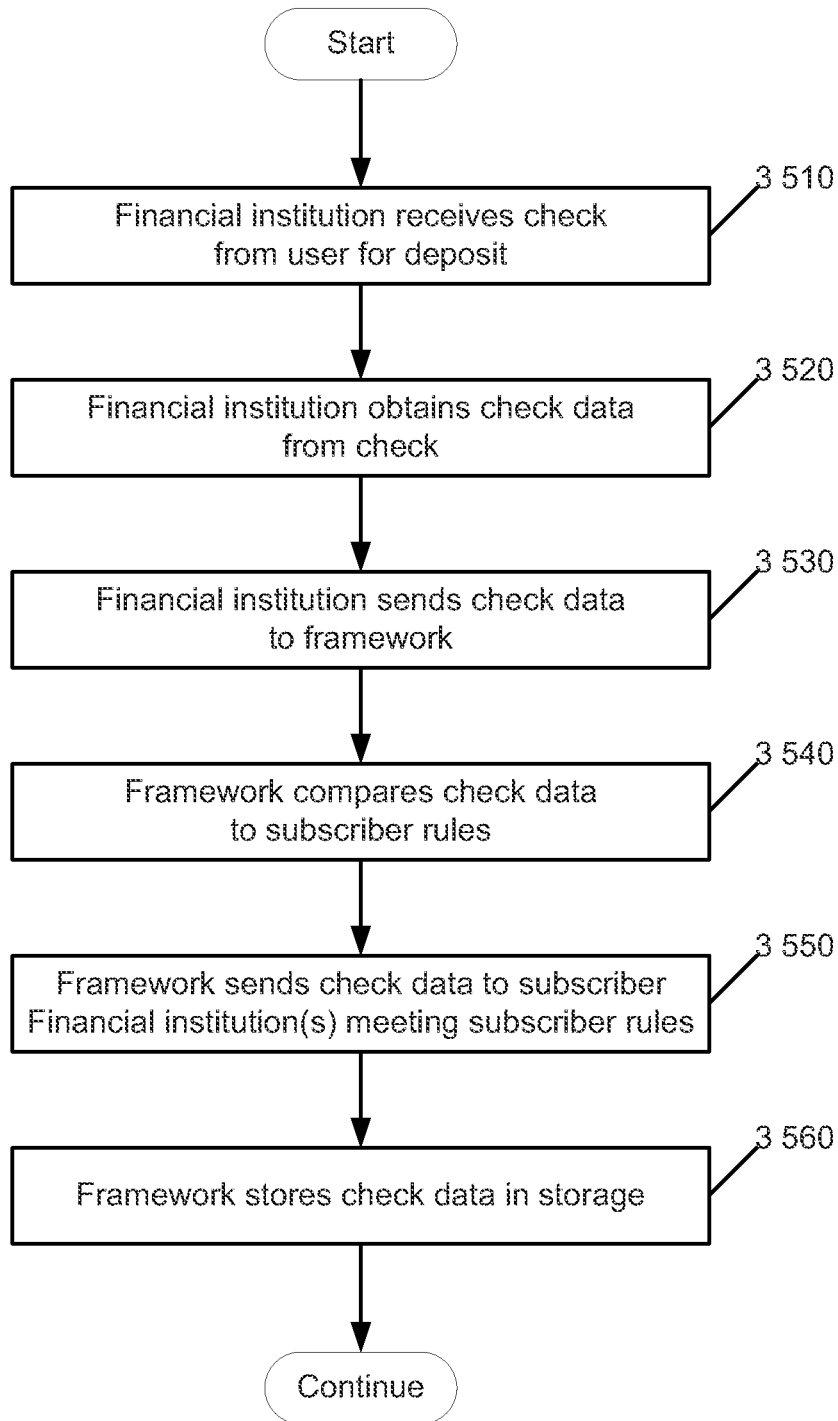 Start
3 510
Financial institution receives check
from user for deposit
3 520
Financial institution obtains check data
from check
3 530
Financial institution sends check data
to framework
3 540
Framework compares check data
to subscriber rules
3 550
Framework sends check data to subscriber
Financial institution(s) meeting subscriber rules
3 560
Framework stores check data in storage
Continue